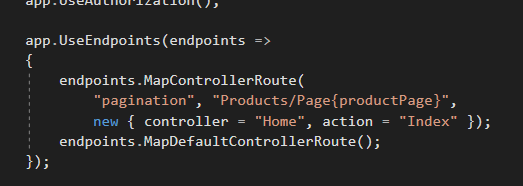 app.UseAuthorization();
app.UseEndpoints(endpoints =>
{
endpoints.MapControllerRoute(
"pagination", "Products/Page{productPage}",
new { controller = "Home", action = "Index" });
endpoints.MapDefaultControllerRoute();
});